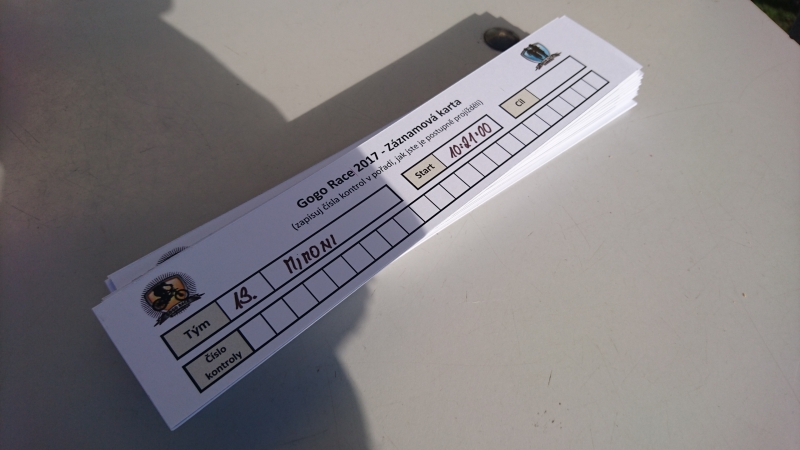 Gogo Race 2017 - Záznamová karta
(zapisuj čísla kontrol v pořadí, jak jste je postupně projížděli)
Tým 13. MIRONI Start 10:21:00 Cíl
Číslo kontroly